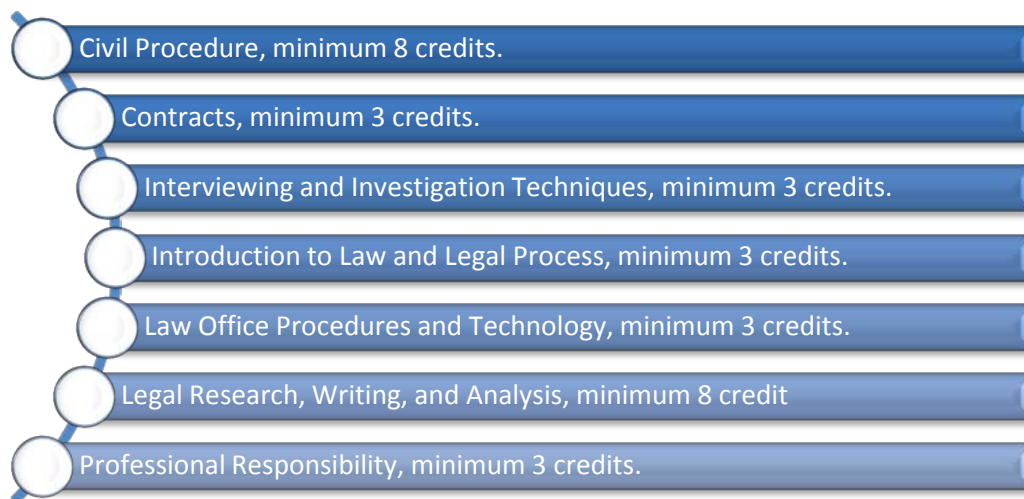 Civil Procedure, minimum 8 credits.
Contracts, minimum 3 credits.
Interviewing and Investigation Techniques, minimum 3 credits.
Introduction to Law and Legal Process, minimum 3 credits.
Law Office Procedures and Technology, minimum 3 credits.
Legal Research, Writing, and Analysis, minimum 8 credit
Professional Responsibility, minimum 3 credits.